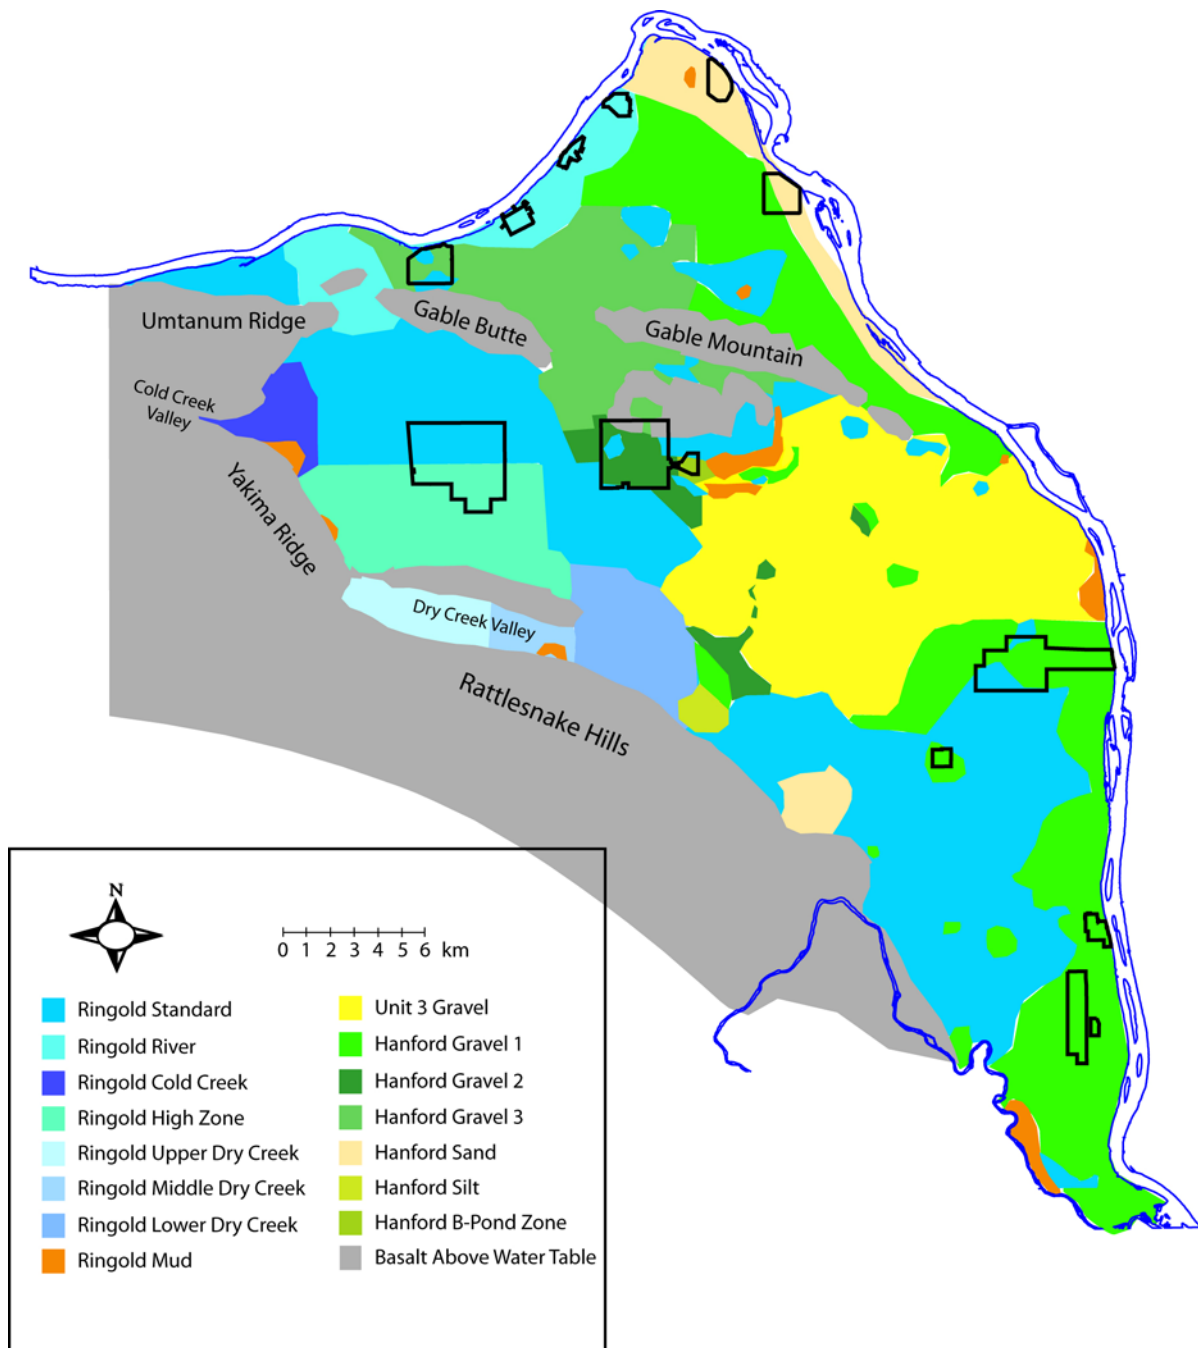 Umtanum Ridge
Gable Butte
Gable Mountain
Cold Creek
Valley
Yakima Ridge
Dry Creek Valley
Rattlesnake Hills
N
0 1 2 3 4 5 6 km
Ringold Standard
Ringold River
Ringold Cold Creek
Ringold High Zone
Ringold Upper Dry Creek
Ringold Middle Dry Creek
Ringold Lower Dry Creek
Ringold Mud
Unit 3 Gravel
Hanford Gravel 1
Hanford Gravel 2
Hanford Gravel 3
Hanford Sand
Hanford Silt
Hanford B-Pond Zone
Basalt Above Water Table